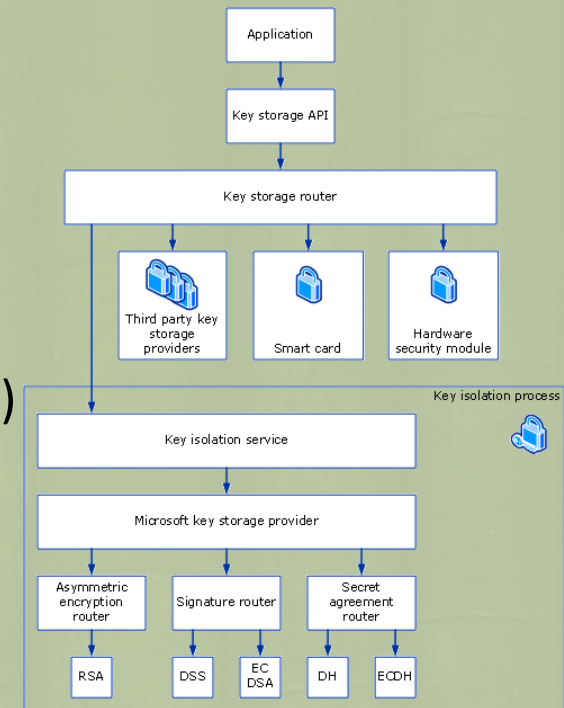 Application
Key storage API
Key storage router
Third party key
storage
providers
Smart card
Hardware
security module
)
Key isolation process
Key isolation service
Microsoft key storage provider
Asymmetric
encryption
router
Signature router
Secret
agreement
router
RSA
DSS
EC
DSA
DH
ECDH